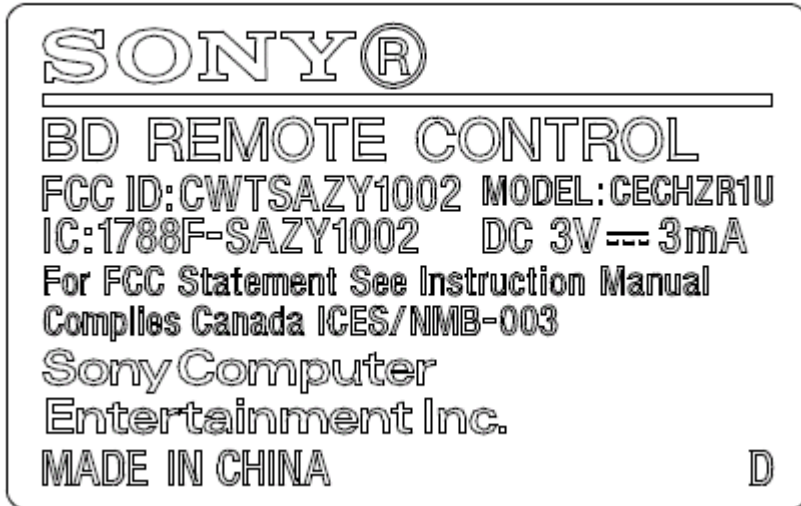 SONY®
BD REMOTE CONTROL
FCC ID:CWTSAZY1002 MODEL:CECHZR1U
IC:1788F-SAZY1002 DC 3V⎓3mA
For FCC Statement See Instruction Manual
Complies Canada ICES/NMB-003
Sony Computer
Entertainment Inc.
MADE IN CHINA D